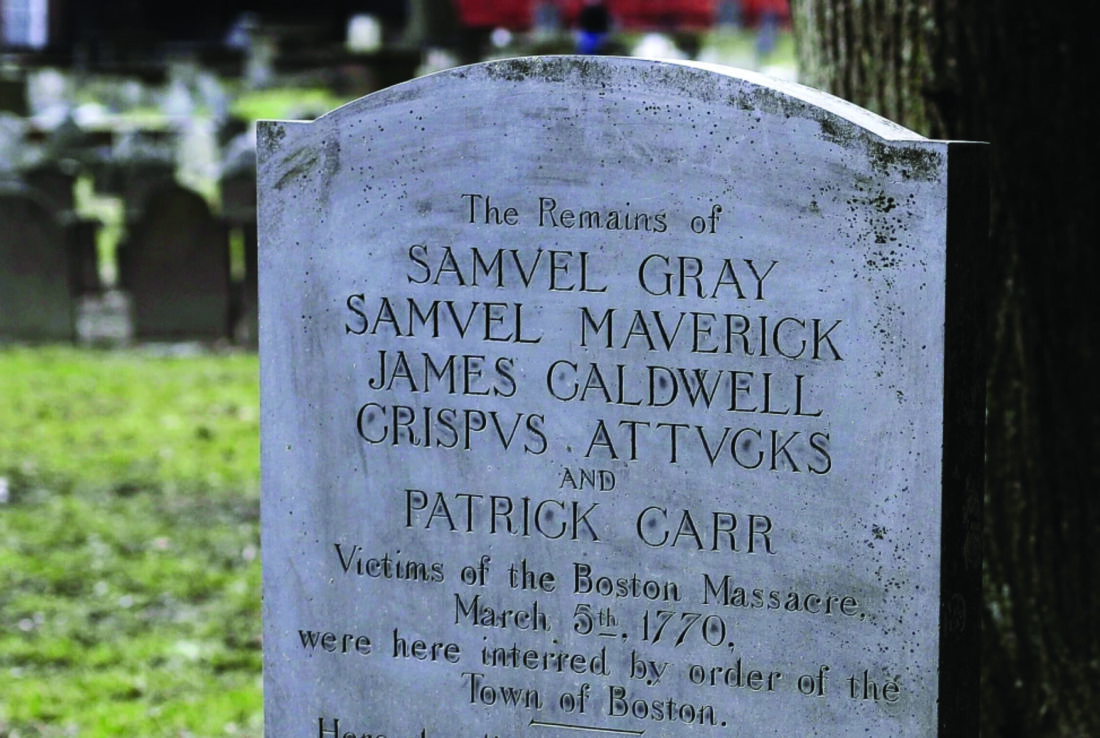 The Remains of
SAMVEL GRAY
SAMVEL MAVERICK
JAMES CALDWELL
CRISPVS ATTVCKS
AND
PATRICK CARR
Victims of the Boston Massacre,
March 5th, 1770,
were here interred by order of the
Town of Boston.